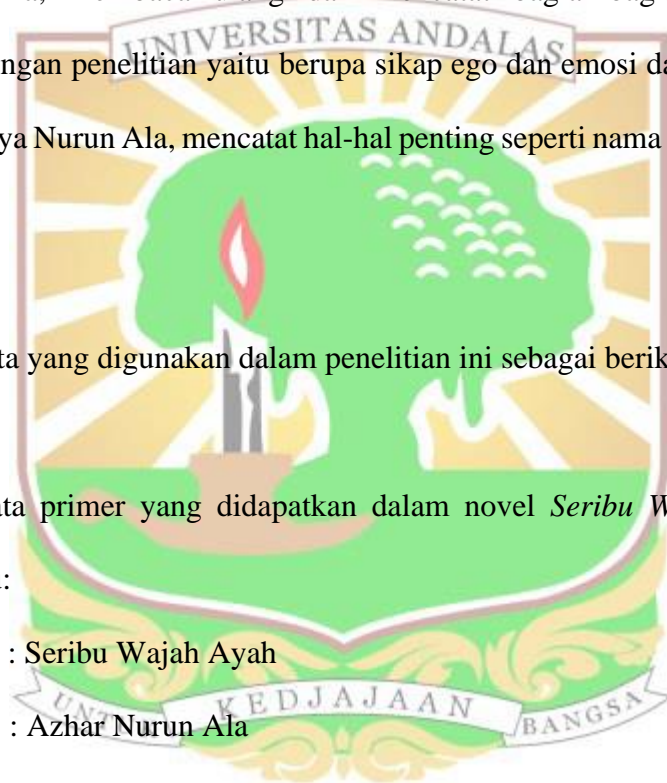 UNIVERSITAS ANDALAS
ngan penelitian yaitu berupa sikap ego dan emosi da
ya Nurun Ala, mencatat hal-hal penting seperti nama
ta yang digunakan dalam penelitian ini sebagai berik
ata primer yang didapatkan dalam novel Seribu W
:
: Seribu Wajah Ayah
: Azhar Nurun Ala
UNTUK KEDJAJAAN BANGSA